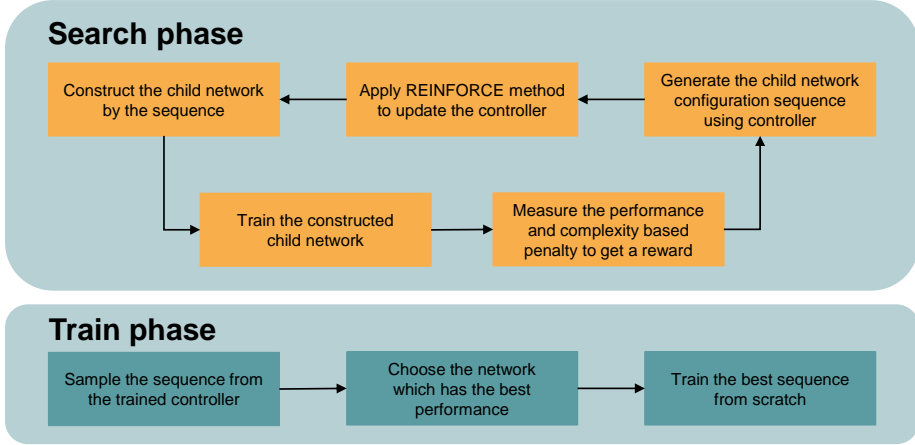 Search phase
Construct the child network
by the sequence
Apply REINFORCE method
to update the controller
Generate the child network
configuration sequence
using controller
Train the constructed
child network
Measure the performance
and complexity based
penalty to get a reward
Train phase
Sample the sequence from
the trained controller
Choose the network
which has the best
performance
Train the best sequence
from scratch